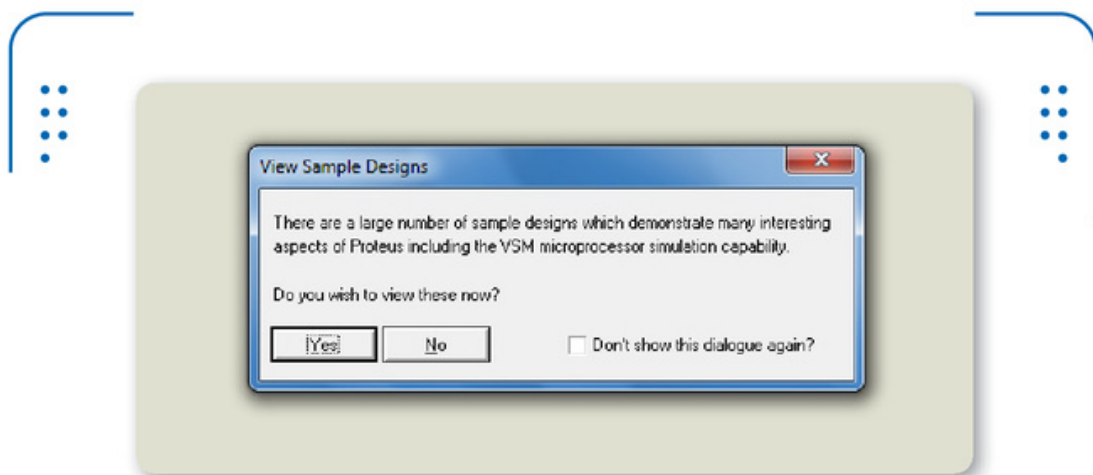 View Sample Designs
There are a large number of sample designs which demonstrate many interesting
aspects of Proteus including the VSM microprocessor simulation capability.
Do you wish to view these now?
Yes No Don't show this dialogue again?